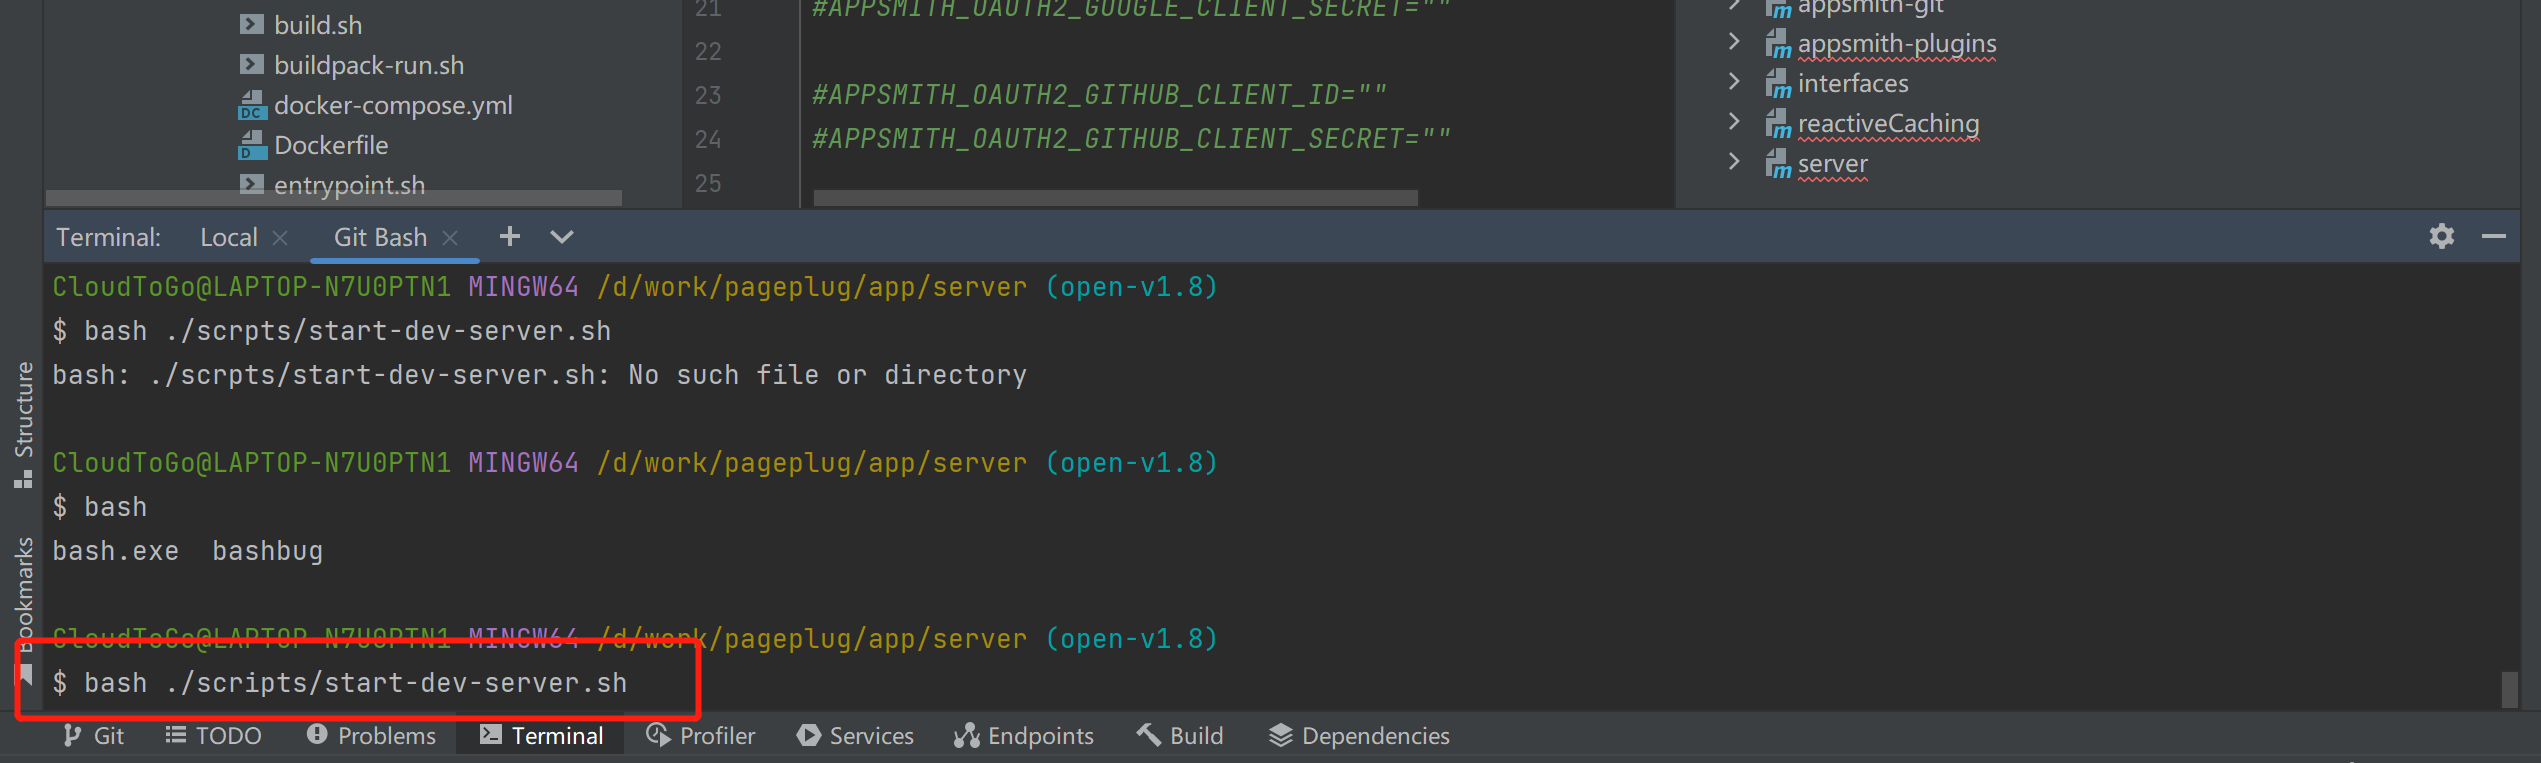 build.sh
buildpack-run.sh
docker-compose.yml
DC
Dockerfile
D
entrypoint.sh
21 #APPSMITH_OAUTH2_GOOGLE_CLIENT_SECRET=""
22
23 #APPSMITH_OAUTH2_GITHUB_CLIENT_ID=""
24 #APPSMITH_OAUTH2_GITHUB_CLIENT_SECRET=""
25
m appsmith-git
m appsmith-plugins
m interfaces
m reactiveCaching
m server
Terminal: Local Git Bash
CloudToGo@LAPTOP-N7U0PTN1 MINGW64 /d/work/pageplug/app/server (open-v1.8)
$ bash ./scrpts/start-dev-server.sh
bash: ./scrpts/start-dev-server.sh: No such file or directory
CloudToGo@LAPTOP-N7U0PTN1 MINGW64 /d/work/pageplug/app/server (open-v1.8)
$ bash
bash.exe  bashbug
CloudToGo@LAPTOP-N7U0PTN1 MINGW64 /d/work/pageplug/app/server (open-v1.8)
$ bash ./scripts/start-dev-server.sh
Structure
Bookmarks
Git TODO Problems Terminal Profiler Services Endpoints Build Dependencies